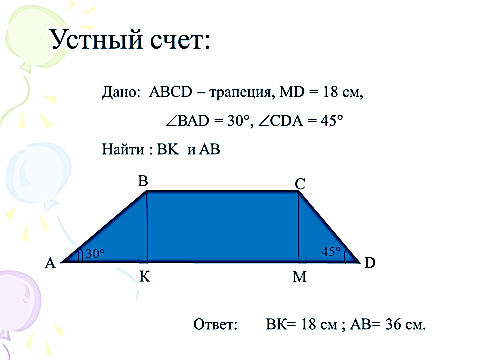 Устный счет:
Дано: ABCD – трапеция, MD = 18 см,
∠BAD = 30°, ∠CDA = 45°
Найти : BK и AB
B C
30° 45°
A D
K M
Ответ: BK= 18 см ; AB= 36 см.